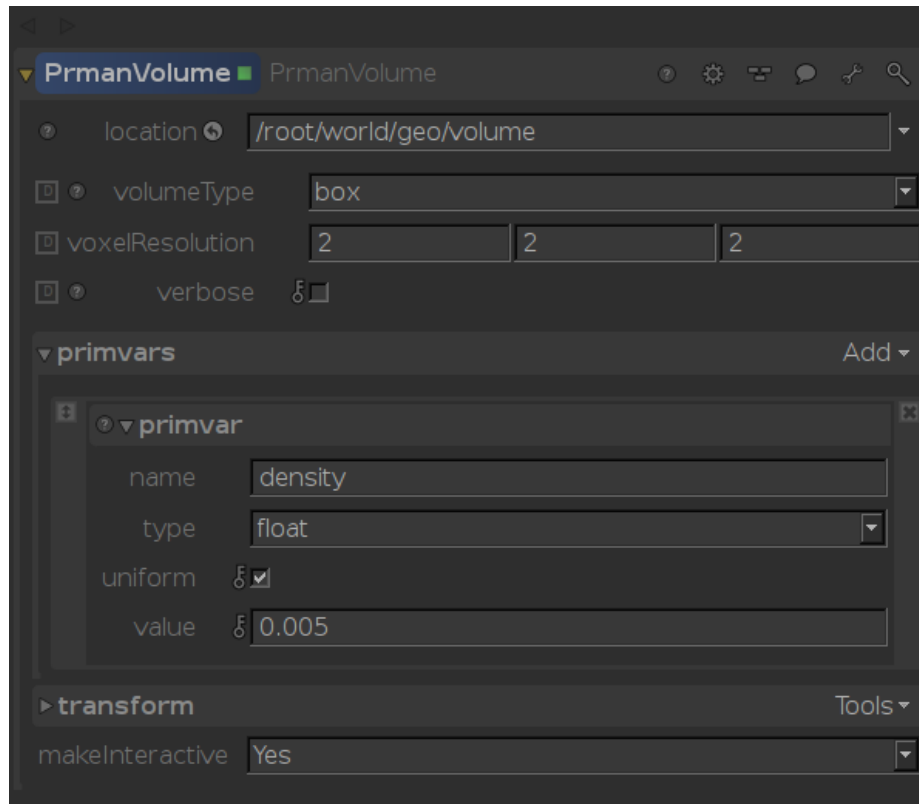 PrmanVolume PrmanVolume
location /root/world/geo/volume
D volumeType box
D voxelResolution 2 2 2
D verbose
primvars Add
primvar
name density
type float
uniform
value 0.005
transform Tools
makeInteractive Yes